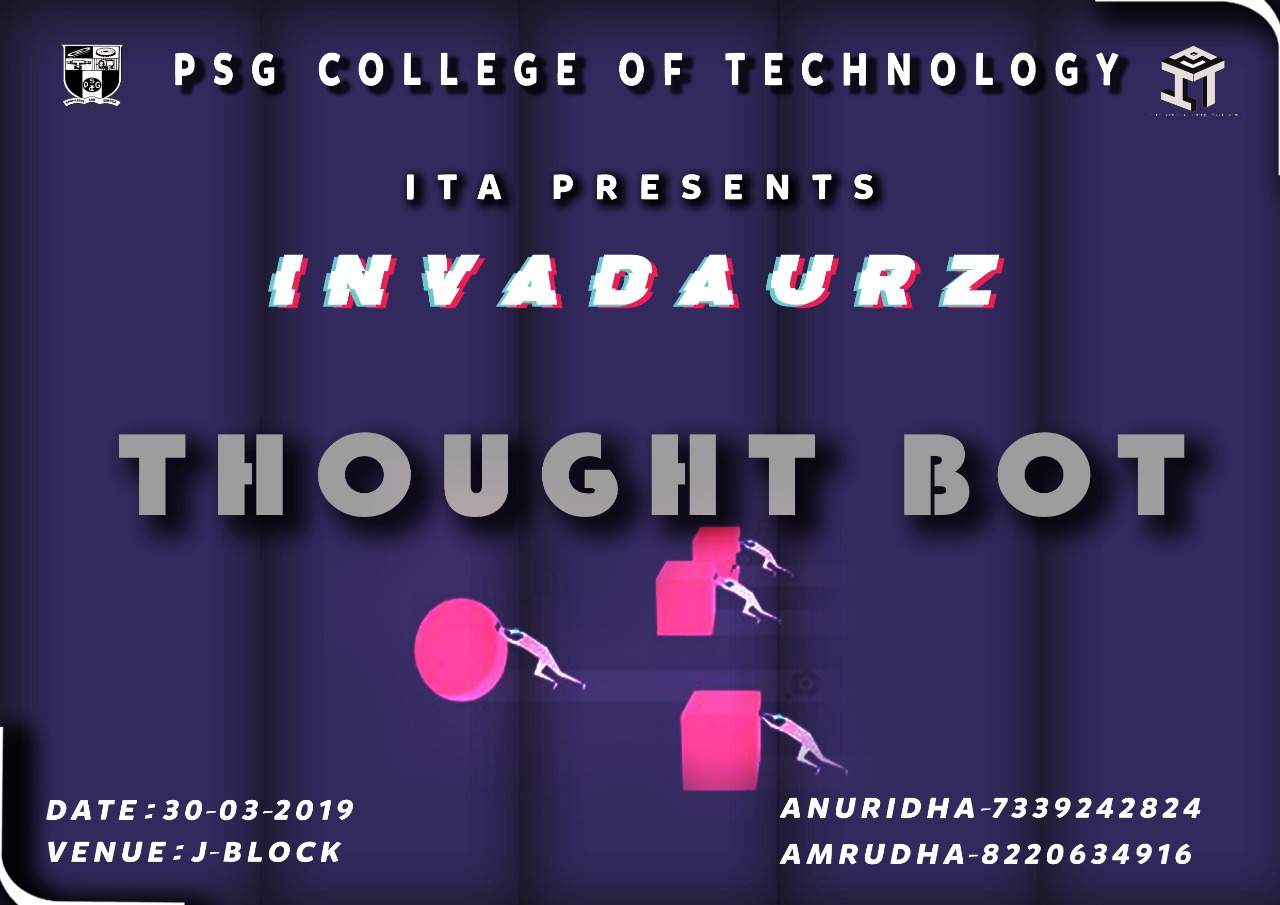 PSG COLLEGE OF TECHNOLOGY
ITA PRESENTS
INVADAURZ
THOUGHT BOT
DATE:30-03-2019
VENUE:J-BLOCK
ANURIDHA-7339242824
AMRUDHA-8220634916